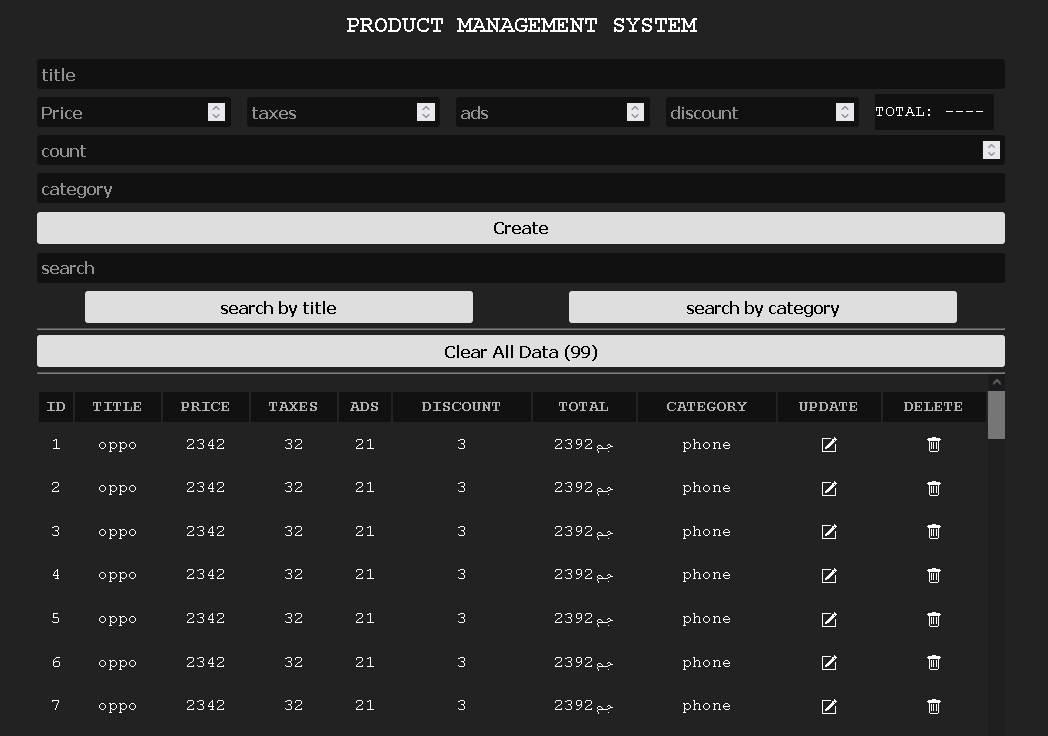 PRODUCT MANAGEMENT SYSTEM
title
Price taxes ads discount TOTAL: ----
count
category
Create
search
search by title search by category
Clear All Data (99)
ID TITLE PRICE TAXES ADS DISCOUNT TOTAL CATEGORY UPDATE DELETE
1 oppo 2342 32 21 3 2392جم phone
2 oppo 2342 32 21 3 2392جم phone
3 oppo 2342 32 21 3 2392جم phone
4 oppo 2342 32 21 3 2392جم phone
5 oppo 2342 32 21 3 2392جم phone
6 oppo 2342 32 21 3 2392جم phone
7 oppo 2342 32 21 3 2392جم phone